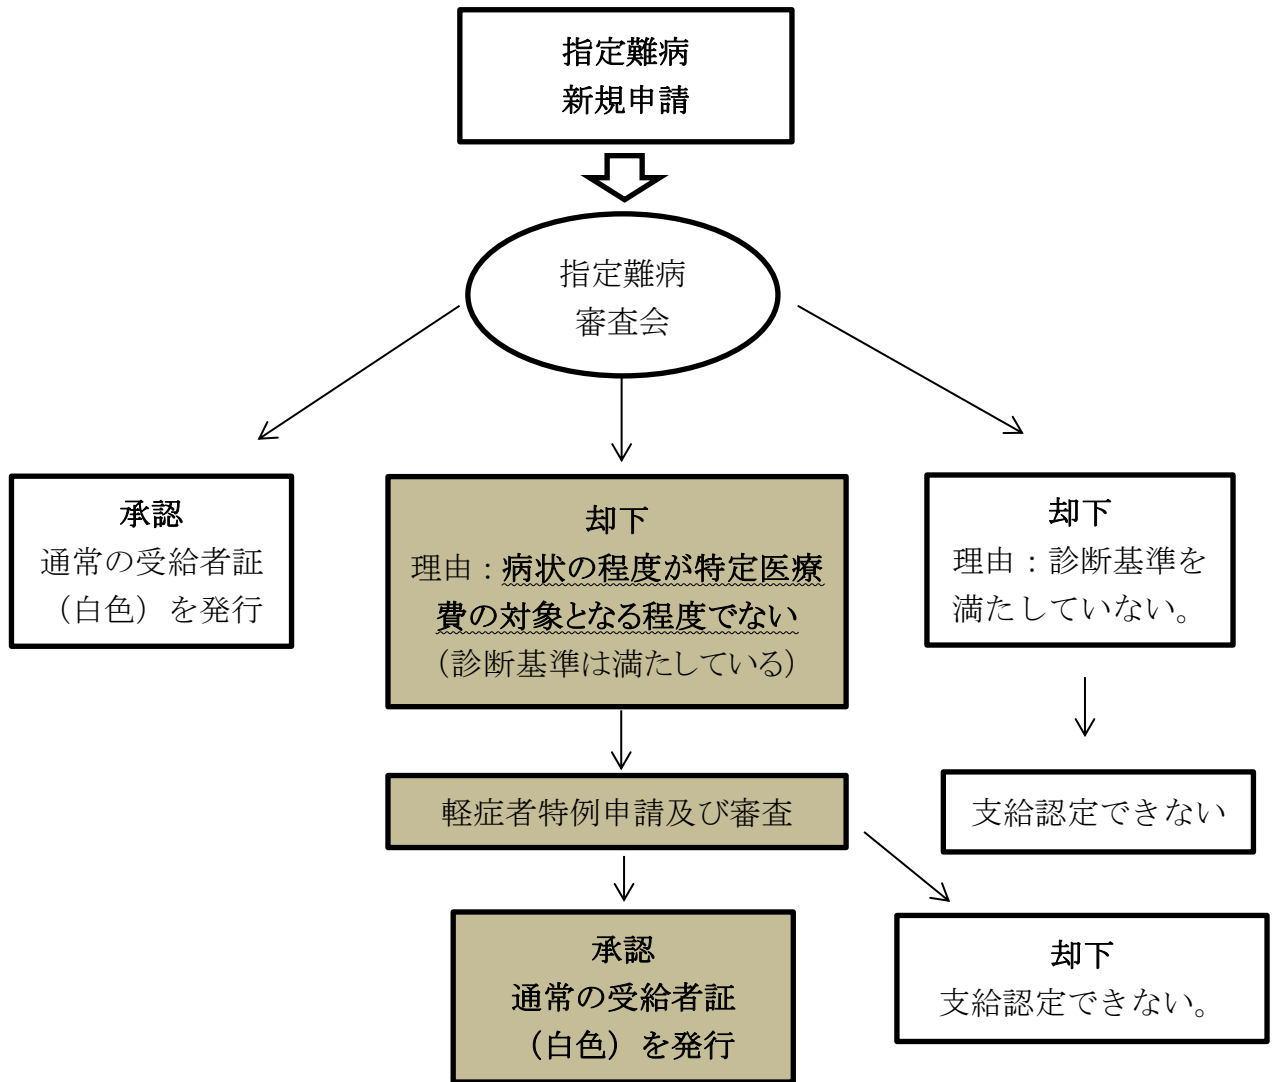 指定難病
新規申請
指定難病
審査会
承認
通常の受給者証
（白色）を発行
却下
理由：病状の程度が特定医療
費の対象となる程度でない
（診断基準は満たしている）
却下
理由：診断基準を
満たしていない。
軽症者特例申請及び審査
支給認定できない
承認
通常の受給者証
（白色）を発行
却下
支給認定できない。